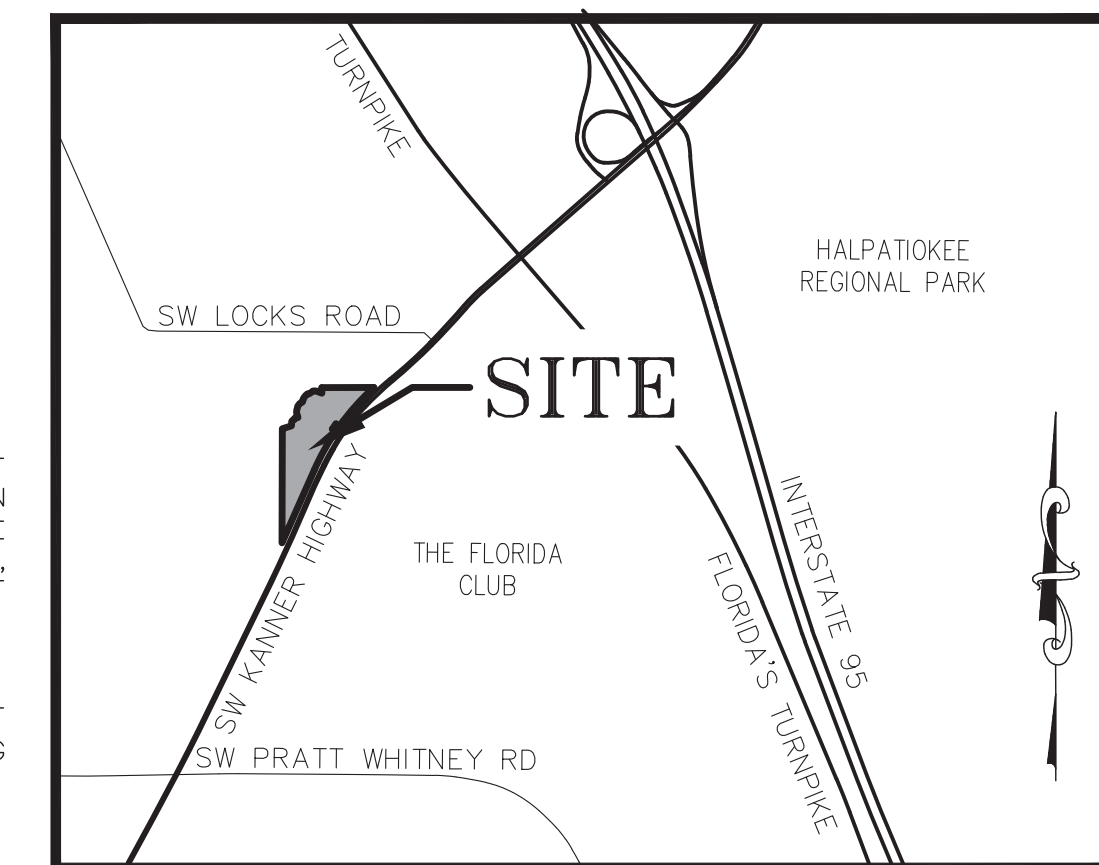 TURNPIKE
HALPATIOKEE
REGIONAL PARK
SW LOCKS ROAD
SITE
SW KANNER HIGHWAY
THE FLORIDA
CLUB
INTERSTATE 95
FLORIDA'S TURNPIKE
SW PRATT WHITNEY RD